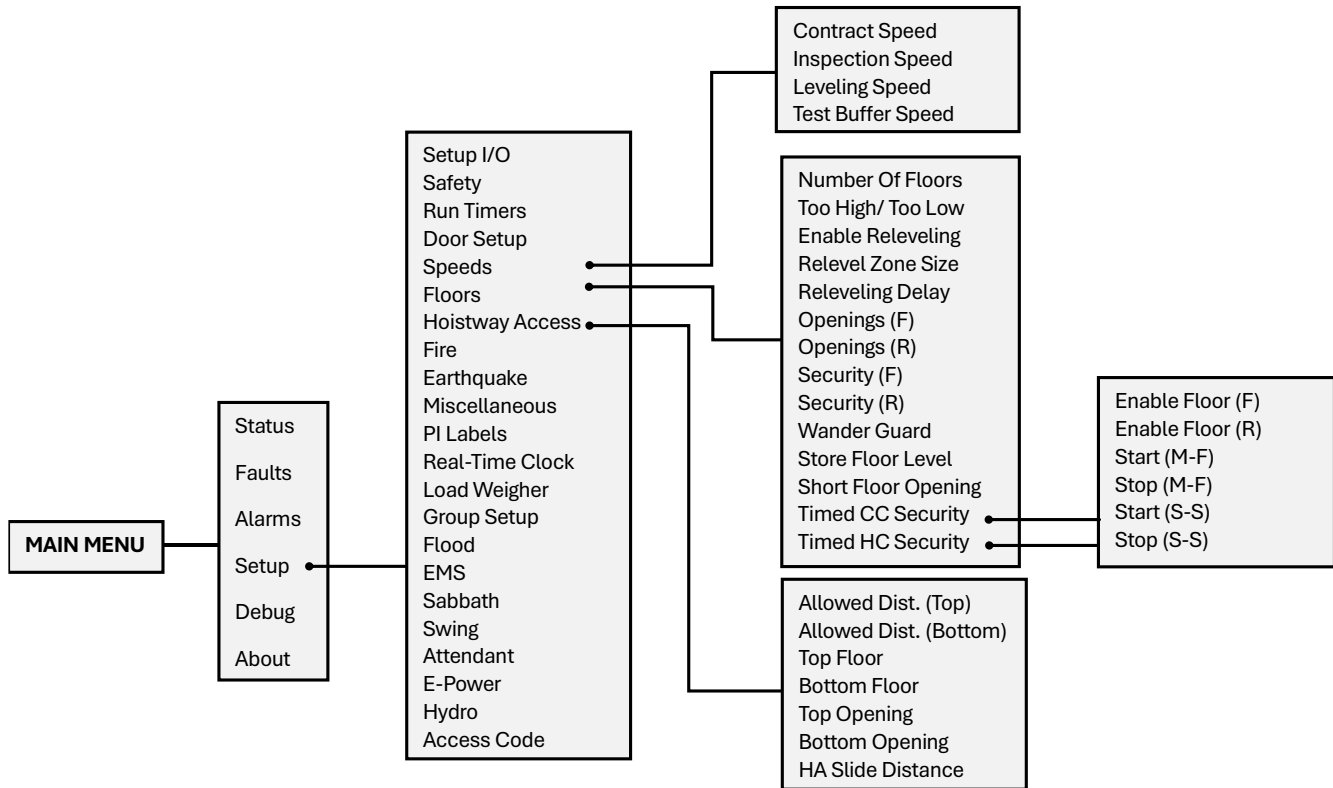 MAIN MENU
Status
Faults
Alarms
Setup
Debug
About
Setup I/O
Safety
Run Timers
Door Setup
Speeds
Floors
Hoistway Access
Fire
Earthquake
Miscellaneous
PI Labels
Real-Time Clock
Load Weigher
Group Setup
Flood
EMS
Sabbath
Swing
Attendant
E-Power
Hydro
Access Code
Contract Speed
Inspection Speed
Leveling Speed
Test Buffer Speed
Number Of Floors
Too High/ Too Low
Enable Releveling
Relevel Zone Size
Releveling Delay
Openings (F)
Openings (R)
Security (F)
Security (R)
Wander Guard
Store Floor Level
Short Floor Opening
Timed CC Security
Timed HC Security
Allowed Dist. (Top)
Allowed Dist. (Bottom)
Top Floor
Bottom Floor
Top Opening
Bottom Opening
HA Slide Distance
Enable Floor (F)
Enable Floor (R)
Start (M-F)
Stop (M-F)
Start (S-S)
Stop (S-S)